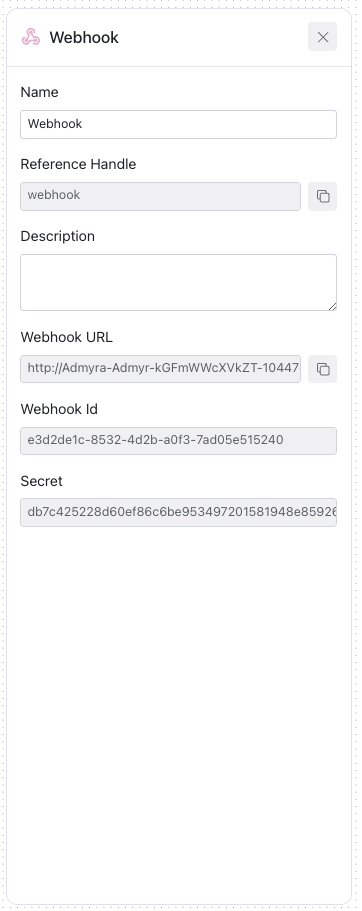 Webhook
Name
Webhook
Reference Handle
webhook
Description
Webhook URL
http://Admyra-Admyr-kGFmWWcXVkZT-10447
Webhook Id
e3d2de1c-8532-4d2b-a0f3-7ad05e515240
Secret
db7c425228d60ef86c6be953497201581948e85926